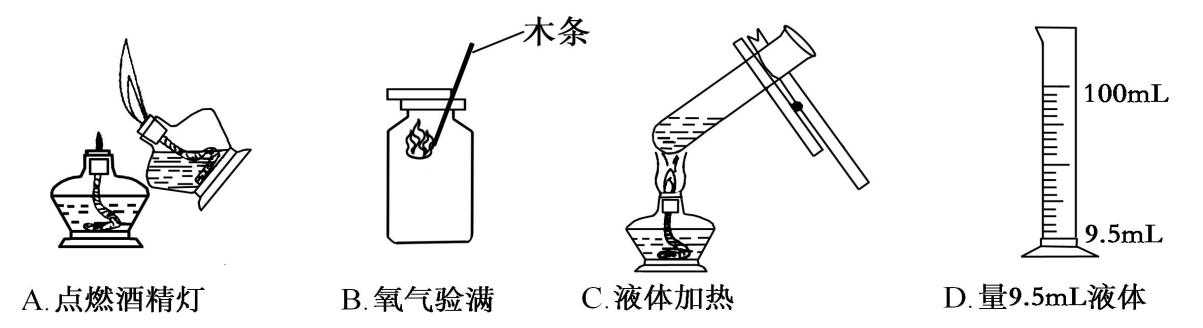 木条
100mL
9.5mL
A.点燃酒精灯
B.氧气验满
C.液体加热
D.量9.5mL液体